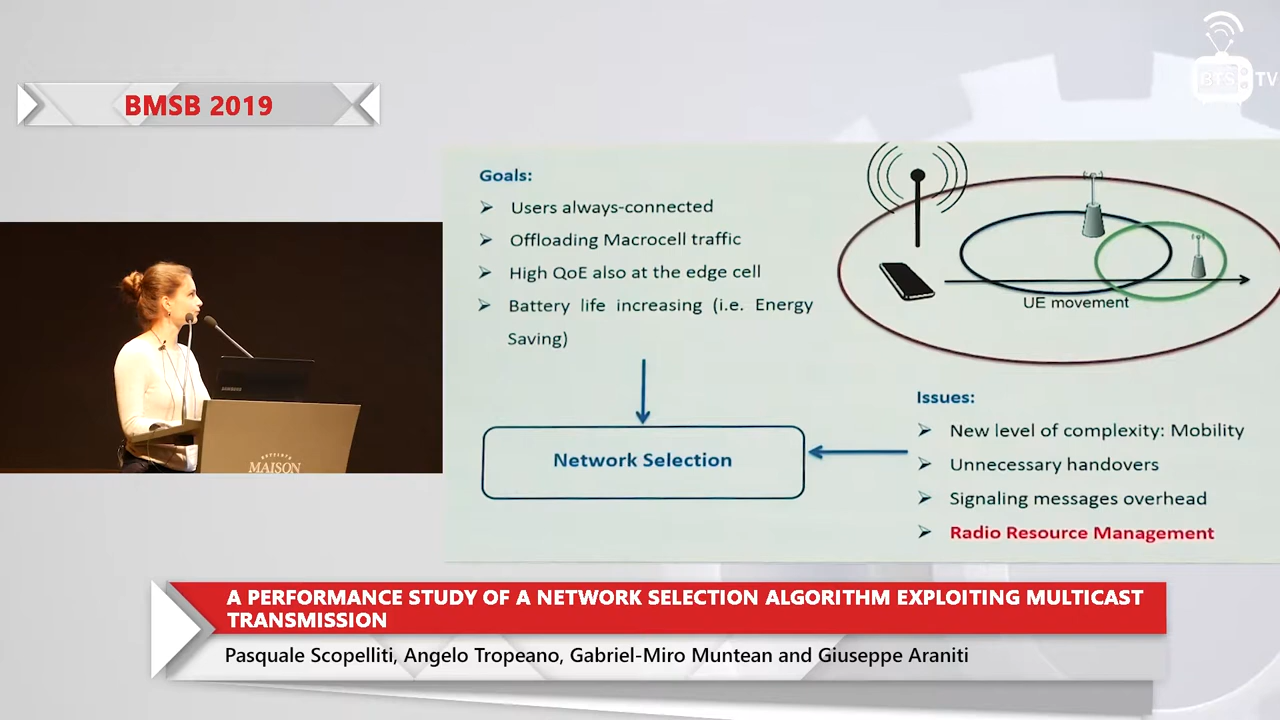 BTS TV
BMSB 2019
Goals:
Users always-connected
Offloading Macrocell traffic
High QoE also at the edge cell
Battery life increasing (i.e. Energy
Saving)
UE movement
Network Selection
Issues:
New level of complexity: Mobility
Unnecessary handovers
Signaling messages overhead
Radio Resource Management
SAMSUNG
MAISON
A PERFORMANCE STUDY OF A NETWORK SELECTION ALGORITHM EXPLOITING MULTICAST
TRANSMISSION
Pasquale Scopelliti, Angelo Tropeano, Gabriel-Miro Muntean and Giuseppe Araniti